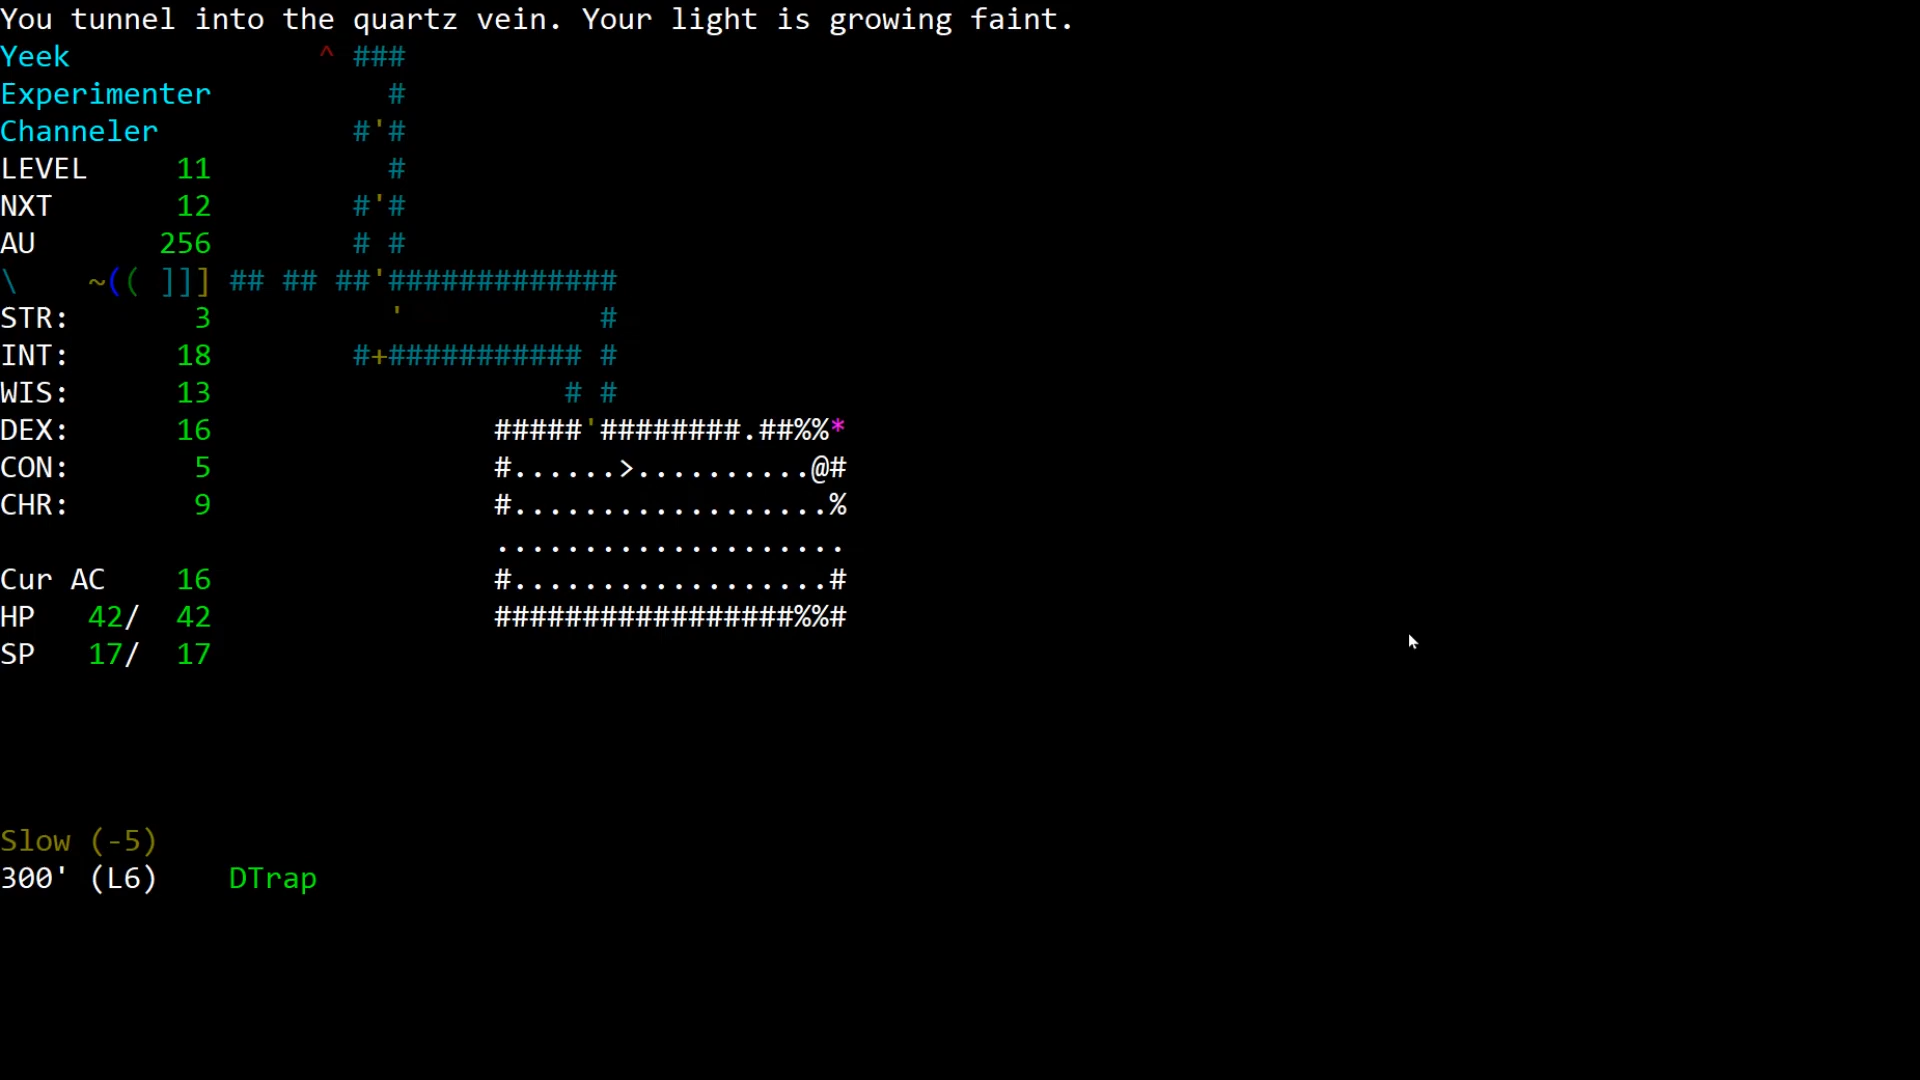 You tunnel into the quartz vein. Your light is growing faint.
Yeek ^ ###
Experimenter #
Channeler #'#
LEVEL 11 #
NXT 12 #'#
AU 256 # #
\ ~(( ]]] ## ## ##'#############
STR: 3 ' #
INT: 18 #+########### #
WIS: 13 # #
DEX: 16 #####'########.##%%*
CON: 5 #......>..........@#
CHR: 9 #..................%
....................
Cur AC 16 #..................#
HP 42/ 42 #################%%#
SP 17/ 17
Slow (-5)
300' (L6) DTrap